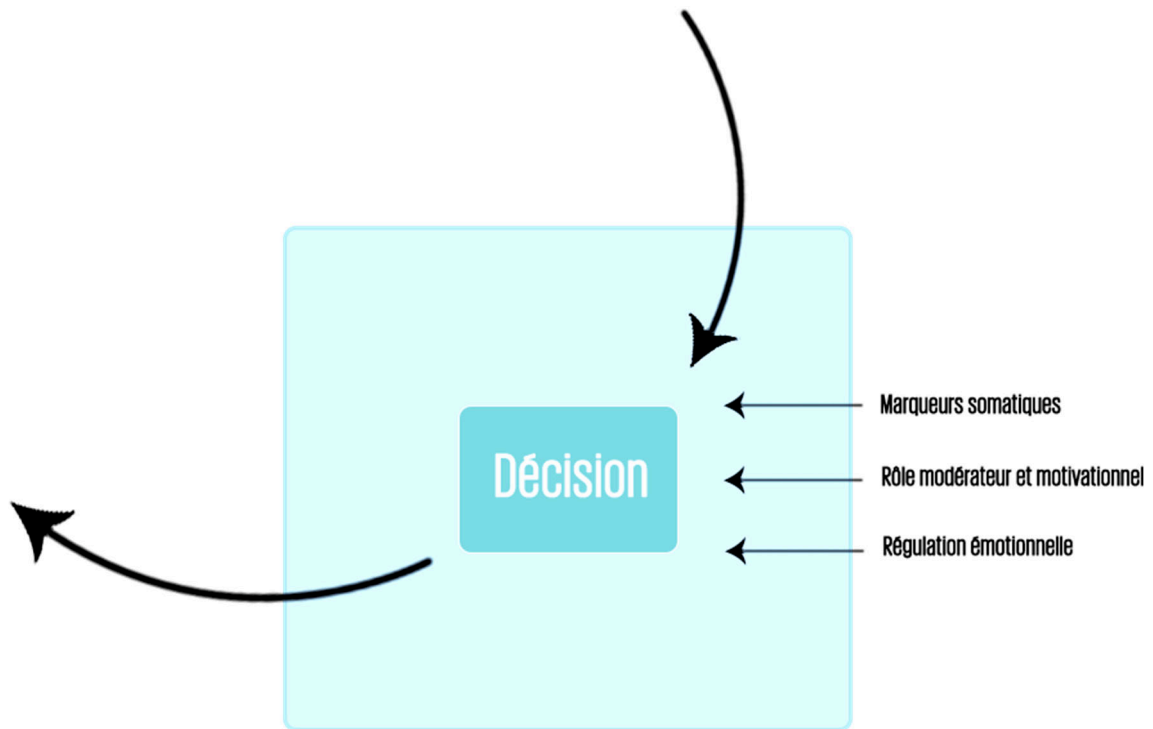 Marqueurs somatiques
Décision
Rôle modérateur et motivationnel
Régulation émotionnelle